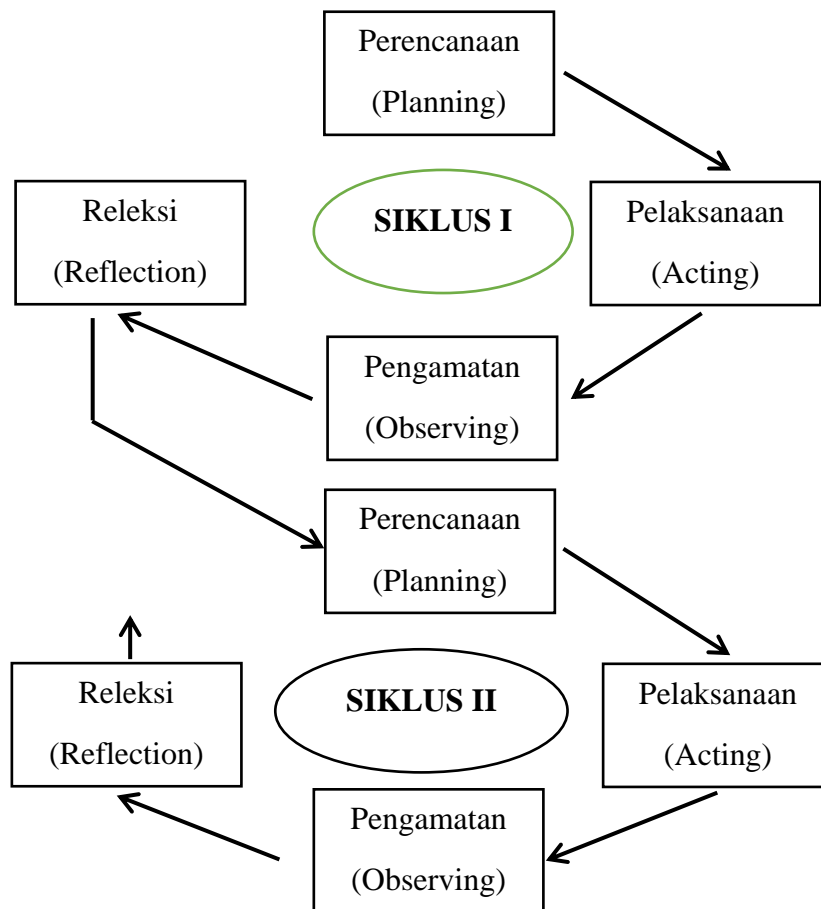 Perencanaan
(Planning)
Releksi
(Reflection)
SIKLUS I
Pelaksanaan
(Acting)
Pengamatan
(Observing)
Perencanaan
(Planning)
Releksi
(Reflection)
SIKLUS II
Pelaksanaan
(Acting)
Pengamatan
(Observing)